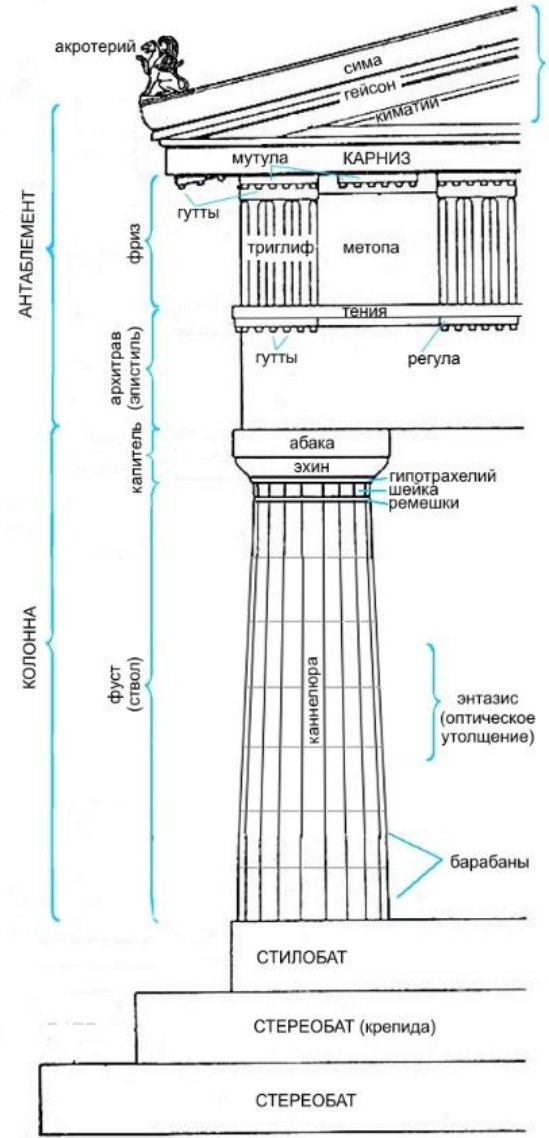 акротерий
сима
гейсон
киматий
мутула
КАРНИЗ
гутты
триглиф
метопа
фриз
АНТАБЛЕМЕНТ
тения
гутты
регула
архитрав
(эпистиль)
абака
капитель
эхин
гипотрахелий
шейка
ремешки
КОЛОННА
фуст
(ствол)
каннелюра
энтазис
(оптическое
утолщение)
барабаны
СТИЛОБАТ
СТЕРЕОБАТ (крепида)
СТЕРЕОБАТ